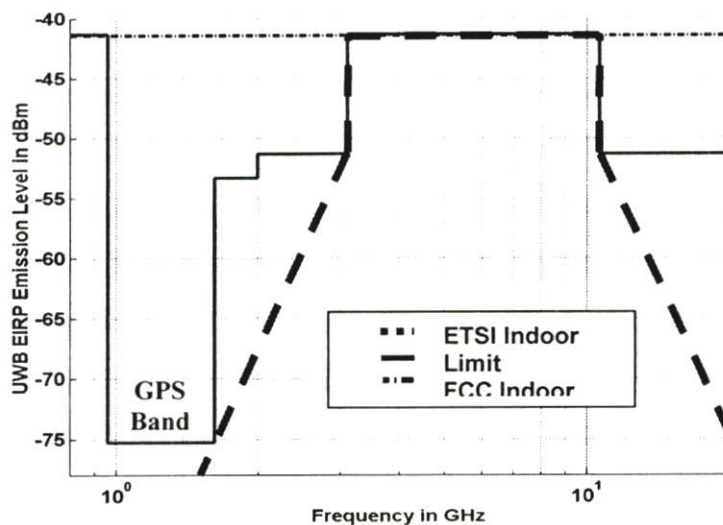 -40
-45
-50
-55
-60
-65
-70
-75
UWB EIRP Emission Level in dBm
GPS
Band
ETSI Indoor
Limit
FCC Indoor
10⁰
10¹
Frequency in GHz